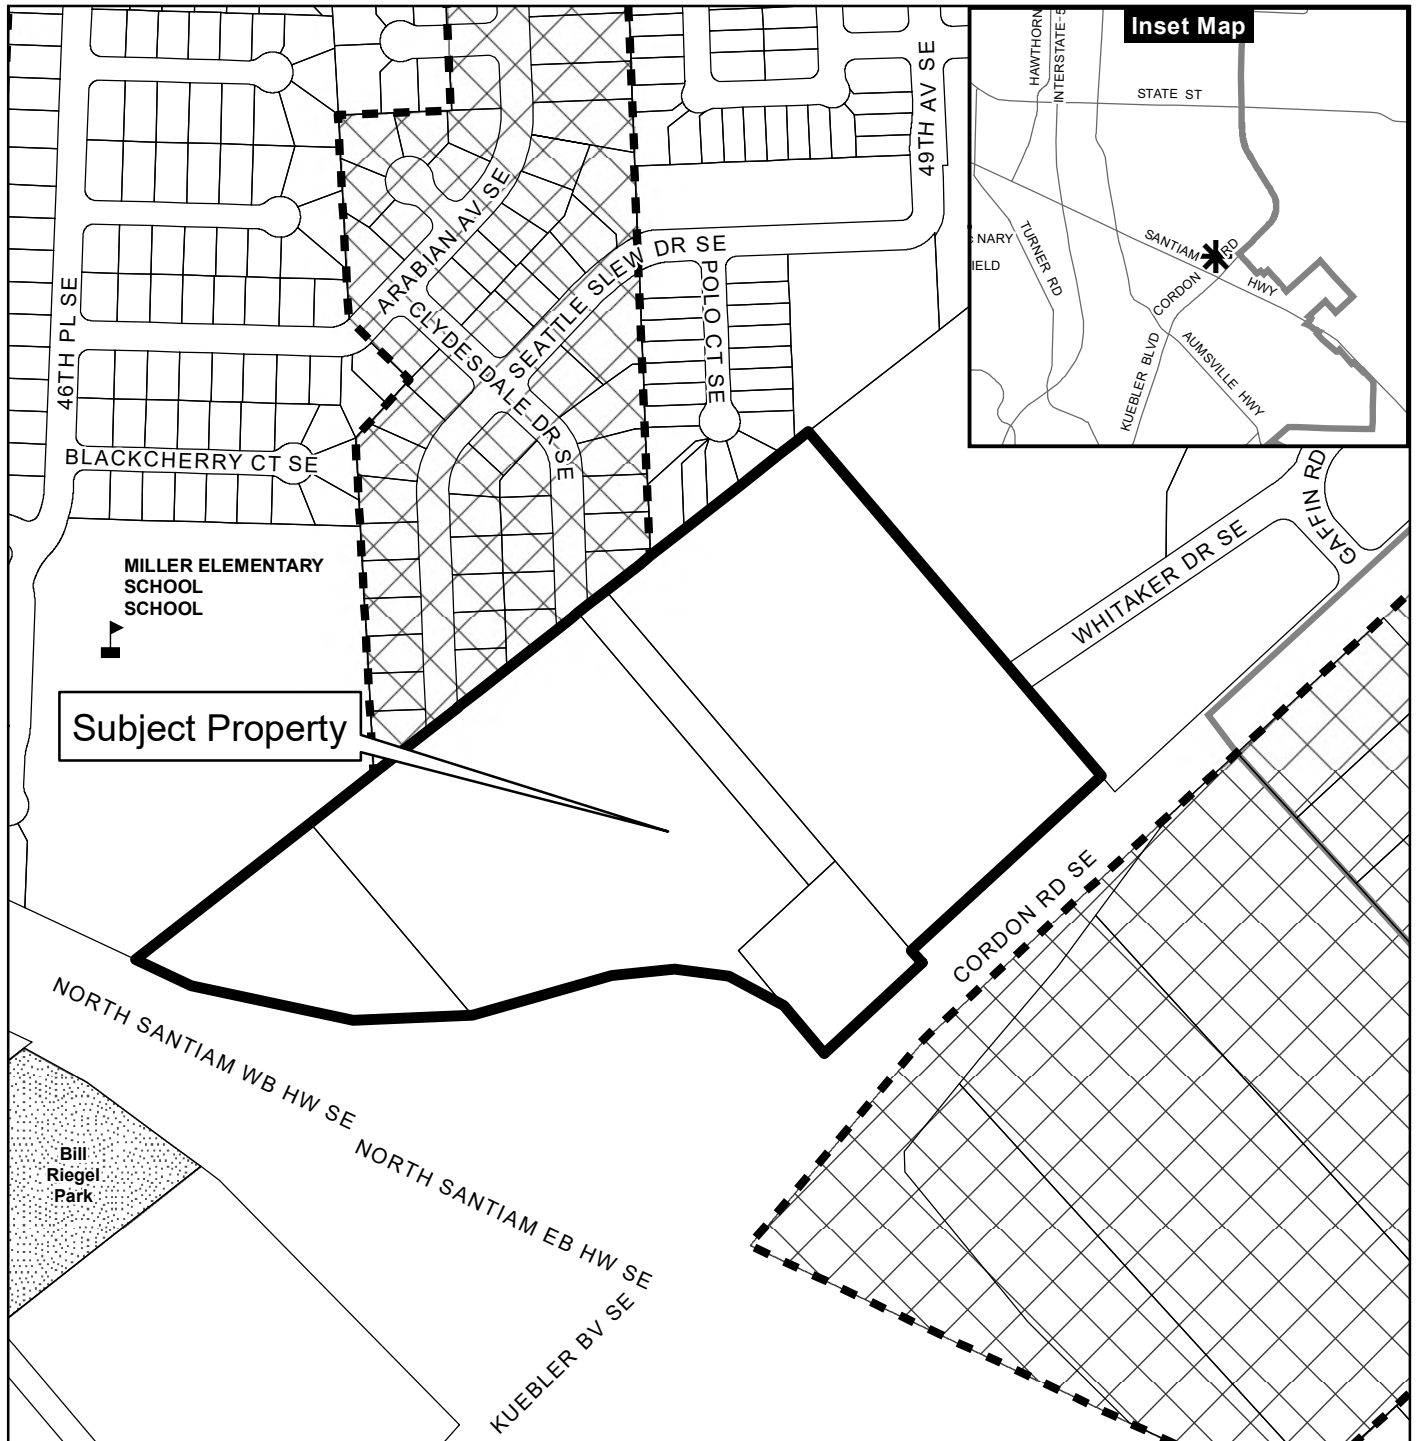 Inset Map
HAWTHORN
INTERSTATE-5
STATE ST
NARY
IELD
TURNER RD
SANTIAM
RD
HWY
CORDON
KUEBLER BLVD
AUMSVILLE HWY
49TH AV SE
ARABIAN AV SE
SEATTLE SLEW DR SE
POLO CT SE
CLYDESDALE DR SE
46TH PL SE
BLACKCHERRY CT SE
GAFFIN RD
WHITAKER DR SE
MILLER ELEMENTARY
SCHOOL
SCHOOL
Subject Property
CORDON RD SE
NORTH SANTIAM WB HW SE
NORTH SANTIAM EB HW SE
Bill
Riegel
Park
KUEBLER BV SE